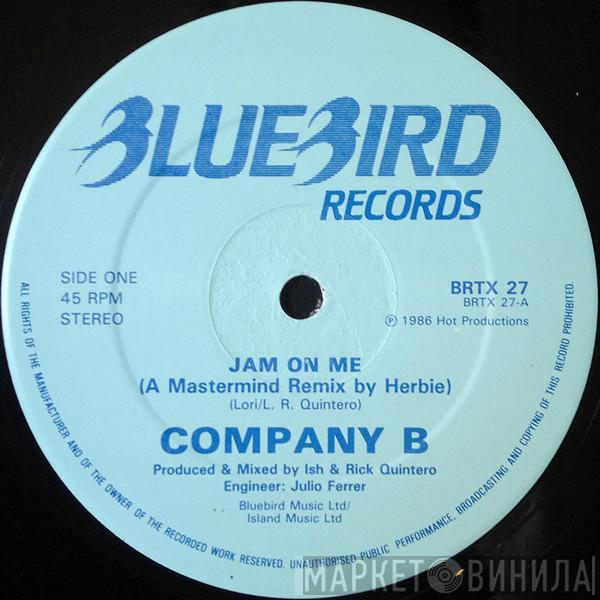 BLUEBIRD
RECORDS
SIDE ONE
45 RPM
STEREO
BRTX 27
BRTX 27-A
Ⓟ 1986 Hot Productions
JAM ON ME
(A Mastermind Remix by Herbie)
(Lori/L. R. Quintero)
COMPANY B
Produced & Mixed by Ish & Rick Quintero
Engineer: Julio Ferrer
Bluebird Music Ltd/
Island Music Ltd
ALL RIGHTS OF THE MANUFACTURER AND OF THE OWNER OF THE RECORDED WORK RESERVED. UNAUTHORISED PUBLIC PERFORMANCE, BROADCASTING AND COPYING OF THIS RECORD PROHIBITED.
МАРКЕТ ВИНИЛА